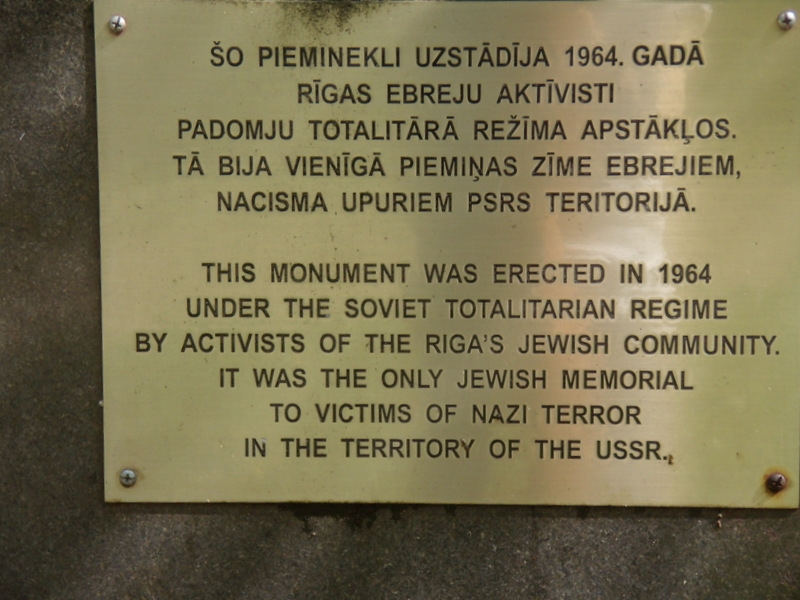 ŠO PIEMINEKLI UZSTĀDĪJA 1964. GADĀ
RĪGAS EBREJU AKTĪVISTI
PADOMJU TOTALITĀRĀ REŽĪMA APSTĀKĻOS.
TĀ BIJA VIENĪGĀ PIEMIŅAS ZĪME EBREJIEM,
NACISMA UPURIEM PSRS TERITORIJĀ.
THIS MONUMENT WAS ERECTED IN 1964
UNDER THE SOVIET TOTALITARIAN REGIME
BY ACTIVISTS OF THE RIGA'S JEWISH COMMUNITY.
IT WAS THE ONLY JEWISH MEMORIAL
TO VICTIMS OF NAZI TERROR
IN THE TERRITORY OF THE USSR.